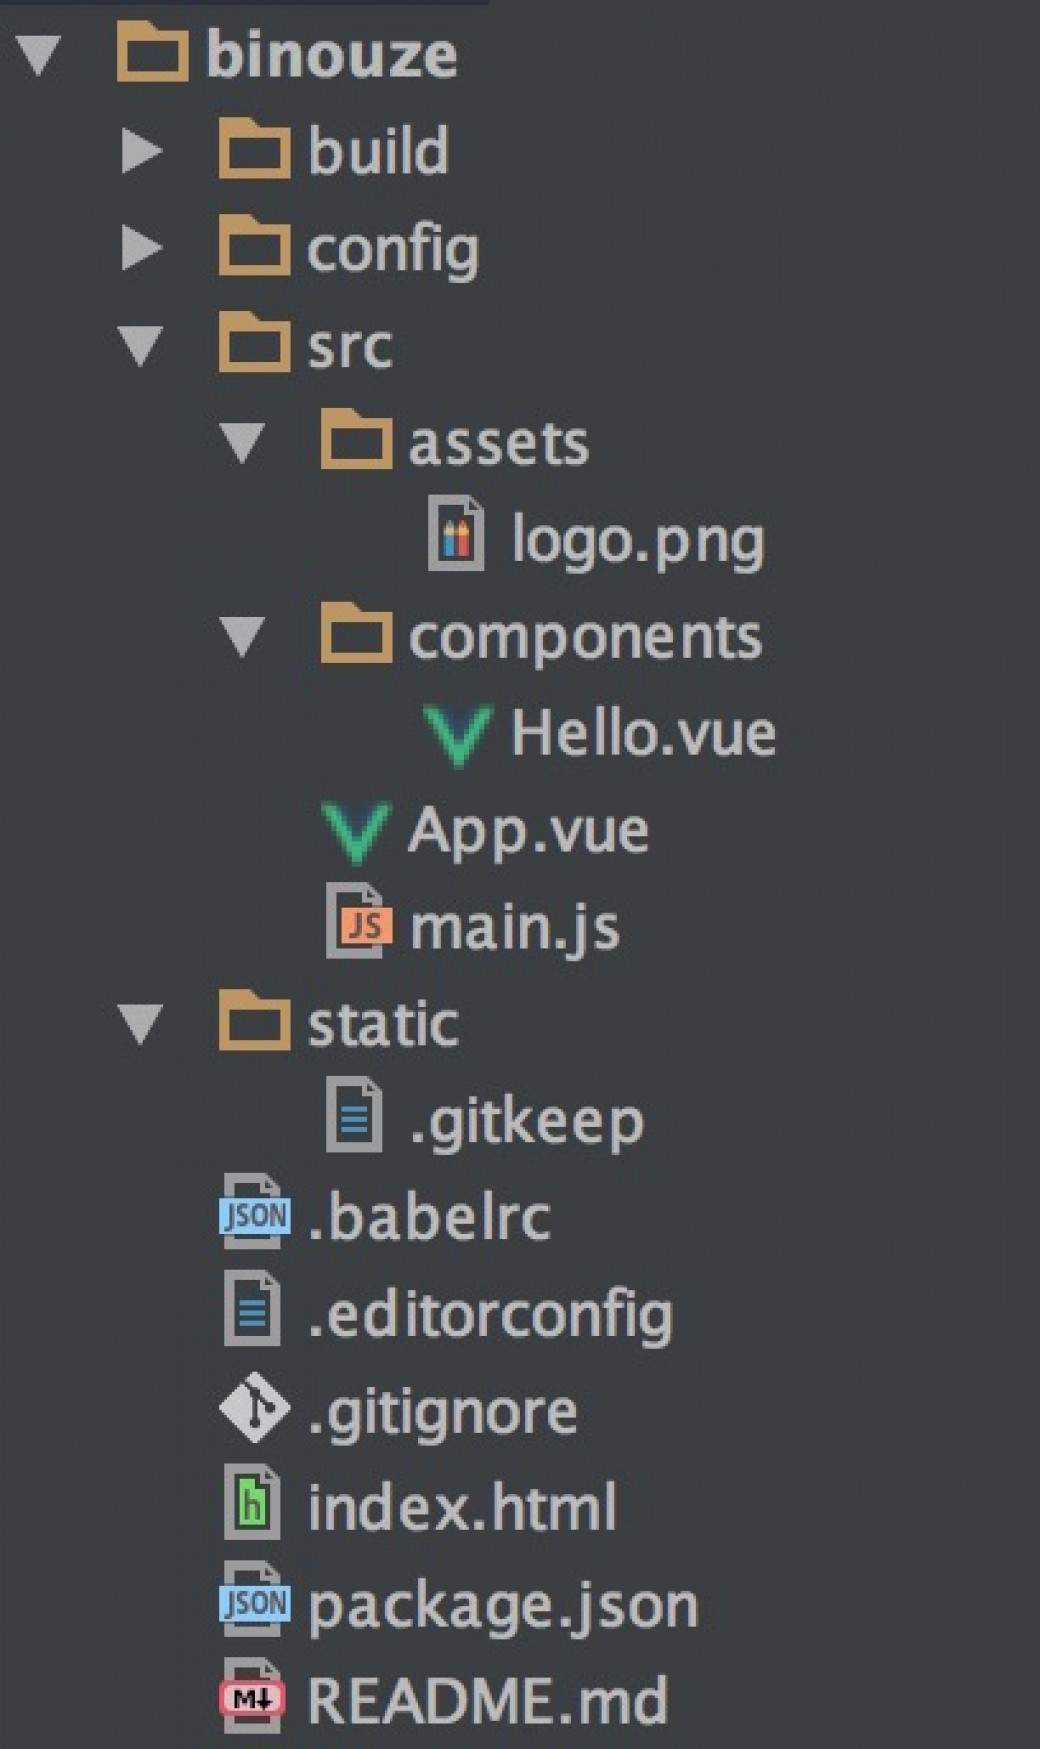 binouze
build
config
src
assets
logo.png
components
Hello.vue
App.vue
JS main.js
static
.gitkeep
JSON .babelrc
.editorconfig
.gitignore
h index.html
JSON package.json
M↓ README.md